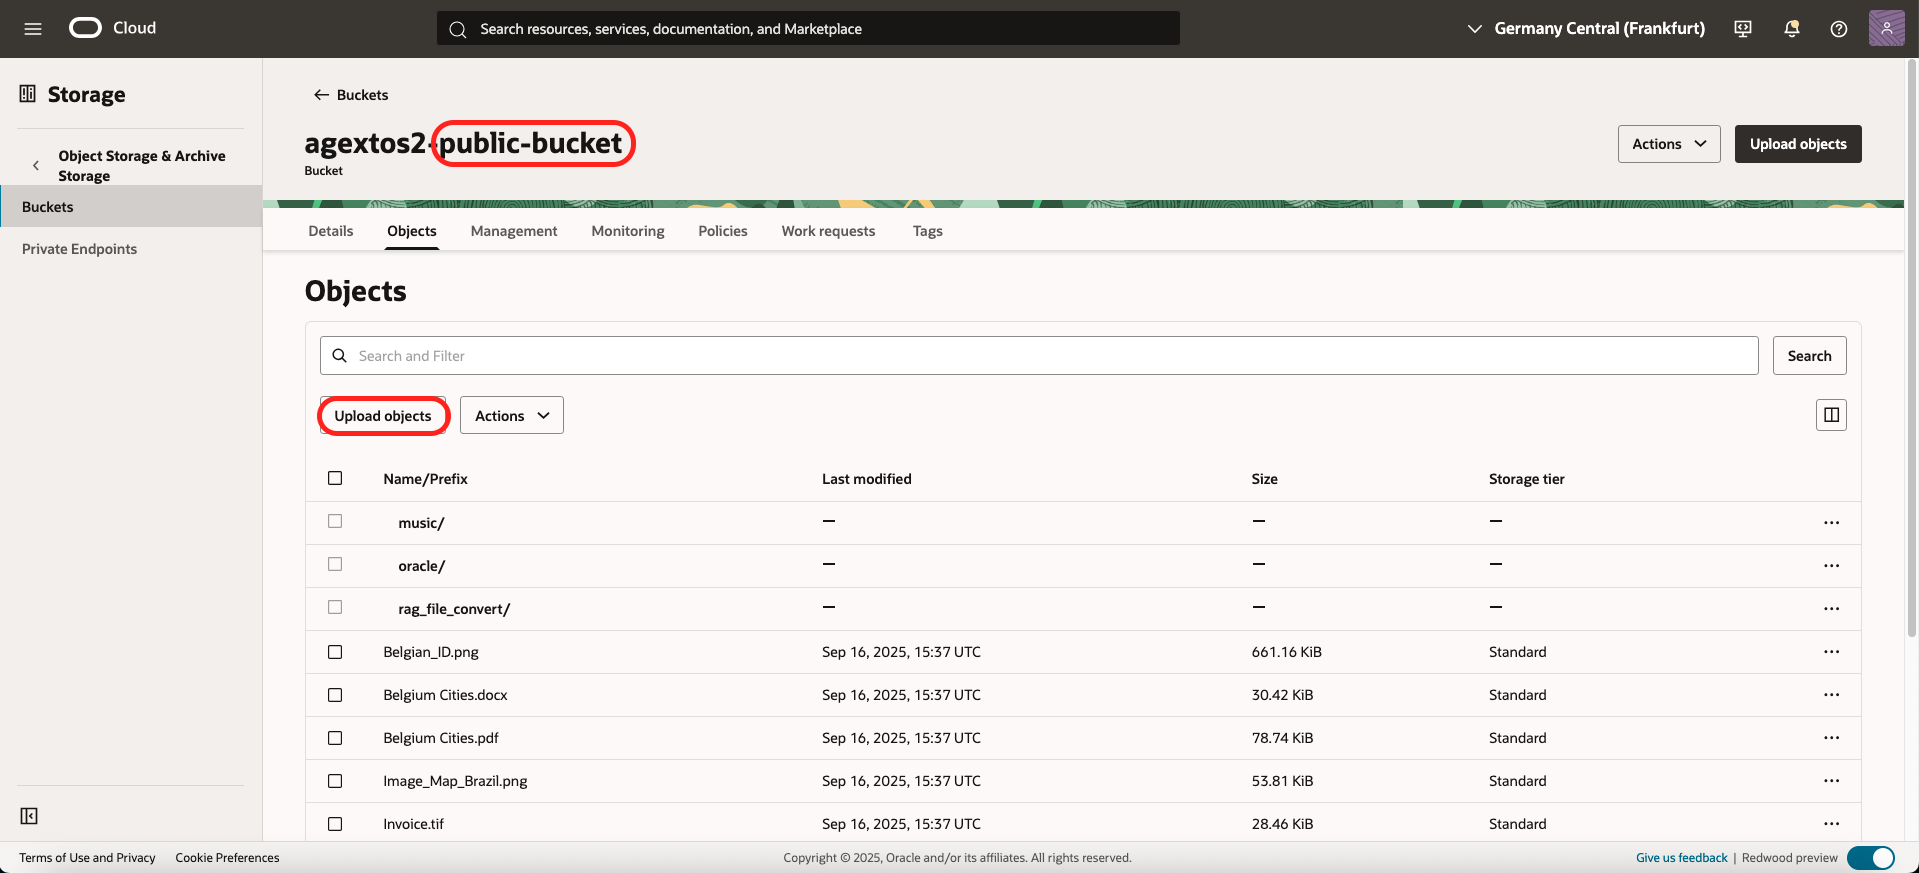 Cloud
Search resources, services, documentation, and Marketplace
Germany Central (Frankfurt)
Storage
Object Storage & Archive
Storage
Buckets
Private Endpoints
Buckets
agextos2-public-bucket
Bucket
Actions
Upload objects
Details Objects Management Monitoring Policies Work requests Tags
Objects
Search and Filter
Search
Upload objects Actions
Name/Prefix Last modified Size Storage tier
music/ — — — ...
oracle/ — — — ...
rag_file_convert/ — — — ...
Belgian_ID.png Sep 16, 2025, 15:37 UTC 661.16 KiB Standard ...
Belgium Cities.docx Sep 16, 2025, 15:37 UTC 30.42 KiB Standard ...
Belgium Cities.pdf Sep 16, 2025, 15:37 UTC 78.74 KiB Standard ...
Image_Map_Brazil.png Sep 16, 2025, 15:37 UTC 53.81 KiB Standard ...
Invoice.tif Sep 16, 2025, 15:37 UTC 28.46 KiB Standard ...
Terms of Use and Privacy Cookie Preferences Copyright © 2025, Oracle and/or its affiliates. All rights reserved. Give us feedback | Redwood preview